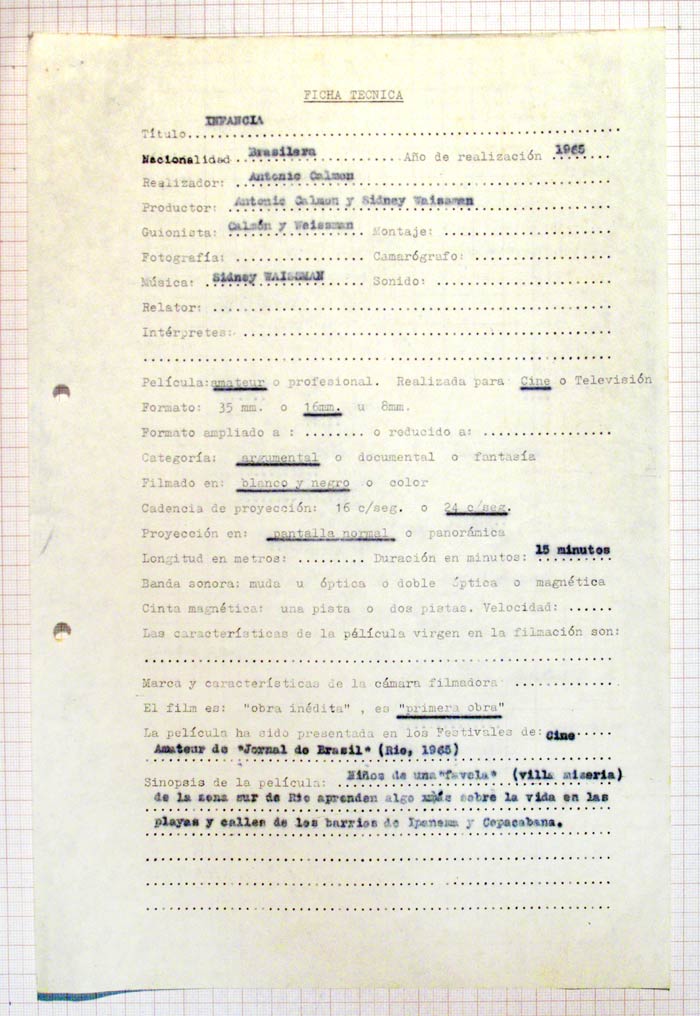 FICHA TECNICA
Título......INFANCIA......
Nacionalidad..Brasilera.............Año de realización .1965......
Realizador: ..Antonio Calmon......
Productor: ..Antonio Calmon y Sidney Waissman......
Guionista: Calmón y Weissman...... Montaje: ......
Fotografía: ...... Camarógrafo: ......
Música: ..Sidney WAISSMAN...... Sonido: ......
Relator: ......
Intérpretes: ......
......
Película:amateur o profesional. Realizada para Cine o Televisión
Formato: 35 mm. o 16mm. u 8mm.
Formato ampliado a : ........ o reducido a: ......
Categoría: argumental o documental o fantasía
Filmado en: blanco y negro o color
Cadencia de proyección: 16 c/seg. o 24 c/seg.
Proyección en: pantalla normal o panorámica
Longitud en metros: ......... Duración en minutos: 15 minutos
Banda sonora: muda u óptica o doble óptica o magnética
Cinta magnética: una pista o dos pistas. Velocidad: ......
Las características de la película virgen en la filmación son:
......
Marca y características de la cámara filmadora ......
El film es: "obra inédita" , es "primera obra"
La película ha sido presentada en los Festivales de: Cine .....
Amateur do "Jornal do Brasil" (Rio, 1965)
Sinopsis de la película: Niños de una "favela" (villa miseria)
de la zona sur de Rio aprenden algo más sobre la vida en las
playas y calles de los barrios de Ipanema y Copacabana.
......
......
......